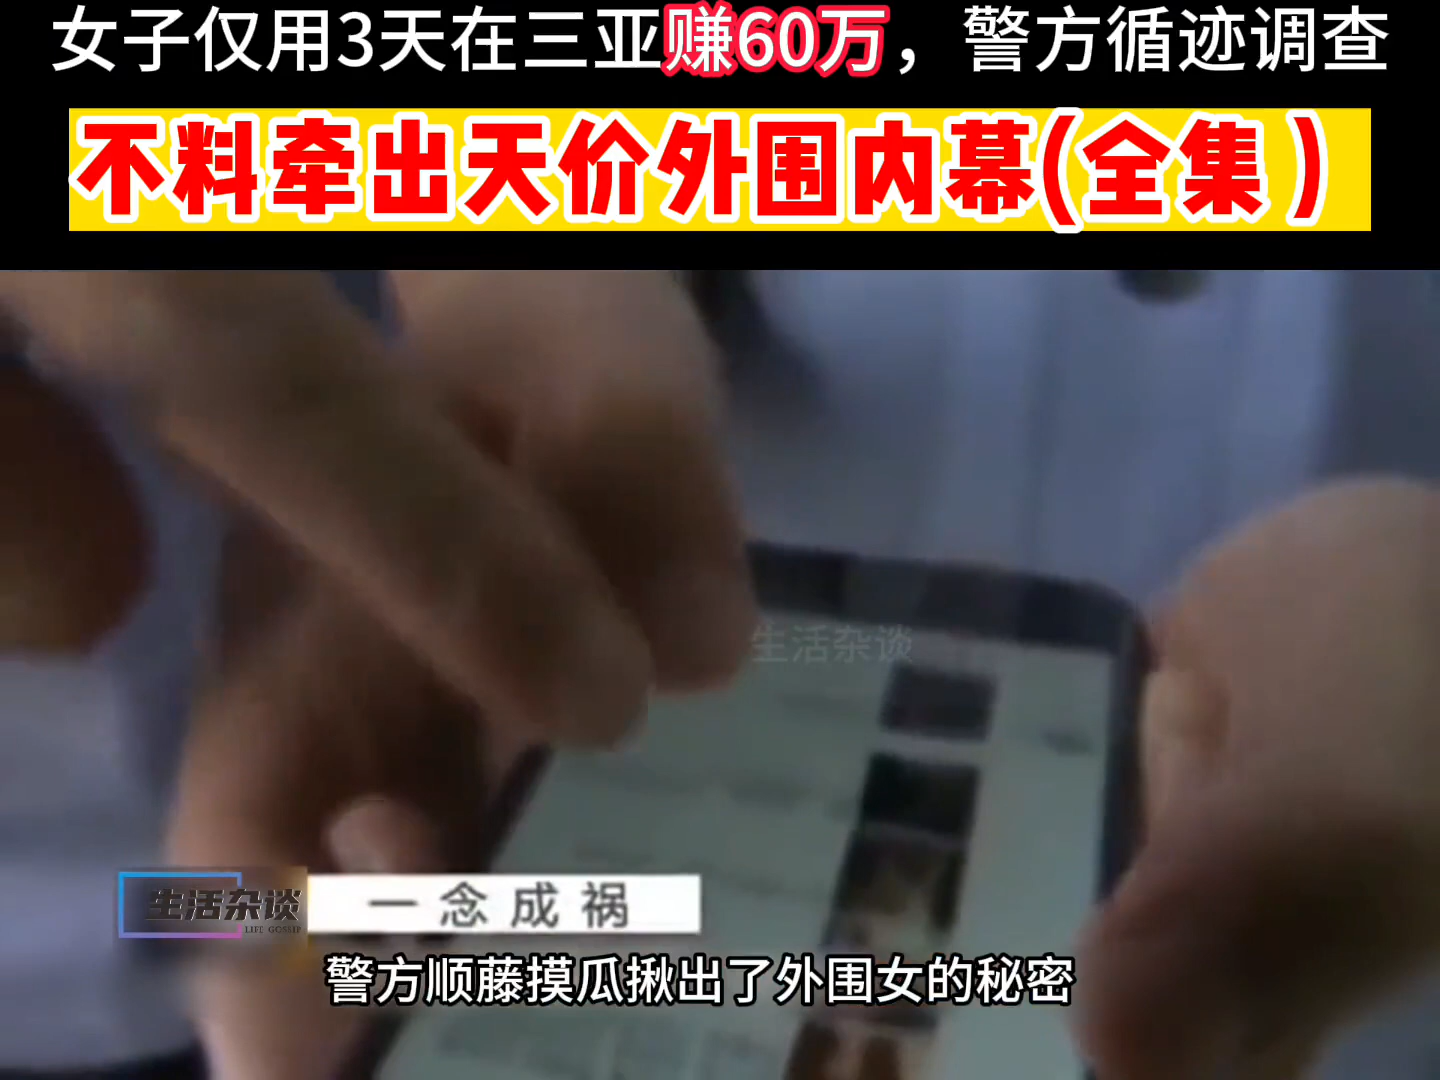 女子仅用3天在三亚赚60万，警方循迹调查
不料牵出天价外围内幕(全集)
生活杂谈
生活杂谈
LIFE GOSSIP
一念成祸
警方顺藤摸瓜揪出了外围女的秘密